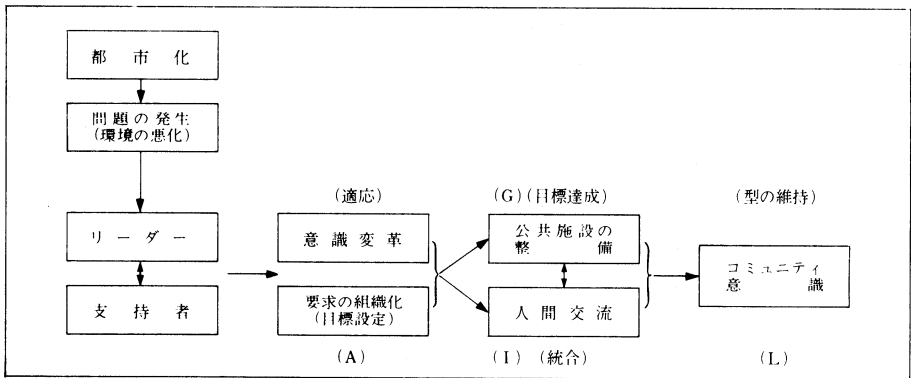 都市化
問題の発生
(環境の悪化)
リーダー
支持者
(適応)
意識変革
要求の組織化
(目標設定)
(A)
(G)(目標達成)
公共施設の
整備
人間交流
(I) (統合)
(型の維持)
コミュニティ
意識
(L)